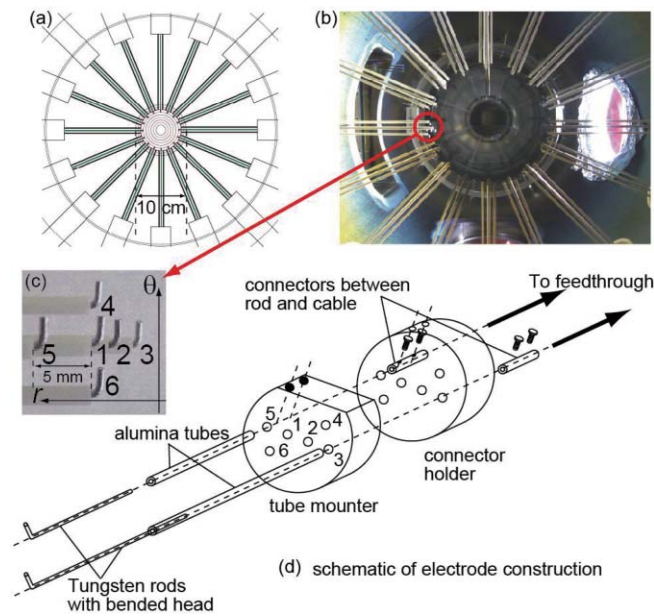 (a)
10 cm
(b)
(c)
θ
4
5
1 2 3
5 mm
6
r
connectors between
rod and cable
To feedthrough
alumina tubes
5
1
4
2
6
3
tube mounter
connector
holder
Tungsten rods
with bended head
(d) schematic of electrode construction